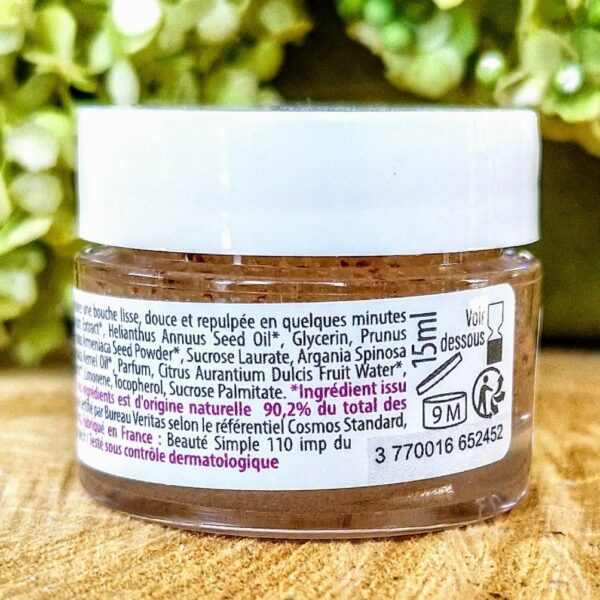 une bouche lisse, douce et repulpée en quelques minutes
Extract*, Helianthus Annuus Seed Oil*, Glycerin, Prunus
Armeniaca Seed Powder*, Sucrose Laurate, Argania Spinosa
Kernel Oil*, Parfum, Citrus Aurantium Dulcis Fruit Water*,
Limonene, Tocopherol, Sucrose Palmitate. *Ingrédient issu
ingrédients est d'origine naturelle 90,2% du total des
par Bureau Veritas selon le référentiel Cosmos Standard,
fabriqué en France : Beauté Simple 110 imp du
Testé sous contrôle dermatologique
15ml
Voir
dessous
9 M
3 770016 652452